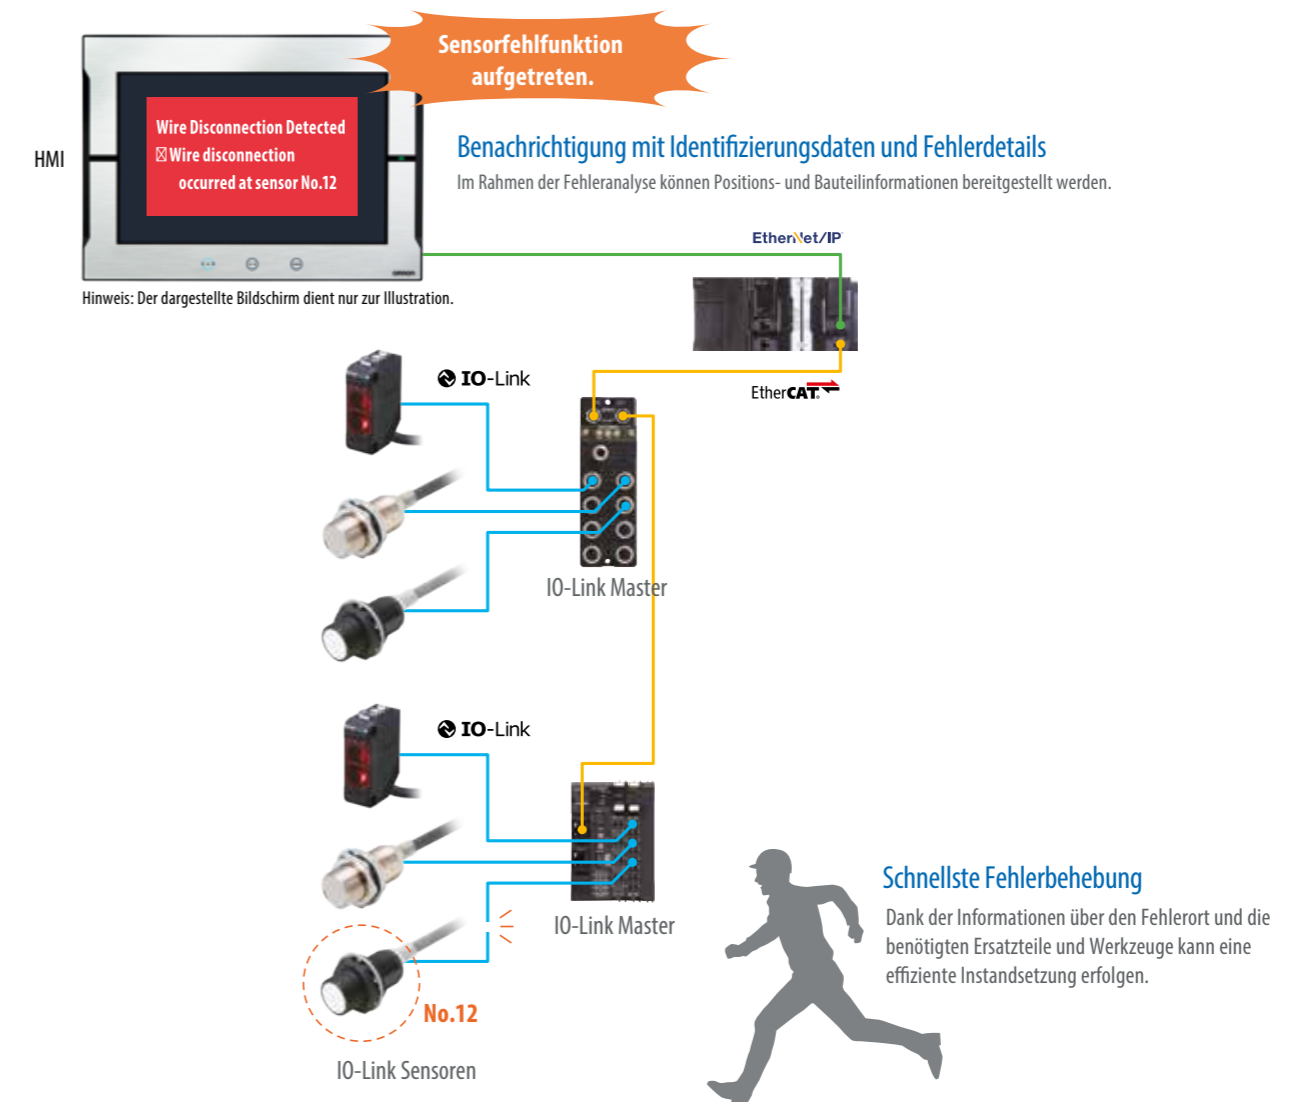 Sensorfehlfunktion
aufgetreten.
Wire Disconnection Detected
Wire disconnection
occurred at sensor No.12
HMI
Benachrichtigung mit Identifizierungsdaten und Fehlerdetails
Im Rahmen der Fehleranalyse können Positions- und Bauteilinformationen bereitgestellt werden.
EtherNet/IP
OMRON
Hinweis: Der dargestellte Bildschirm dient nur zur Illustration.
EtherCAT
IO-Link
IO-Link Master
IO-Link
IO-Link Master
Schnellste Fehlerbehebung
Dank der Informationen über den Fehlerort und die
benötigten Ersatzteile und Werkzeuge kann eine
effiziente Instandsetzung erfolgen.
No.12
IO-Link Sensoren